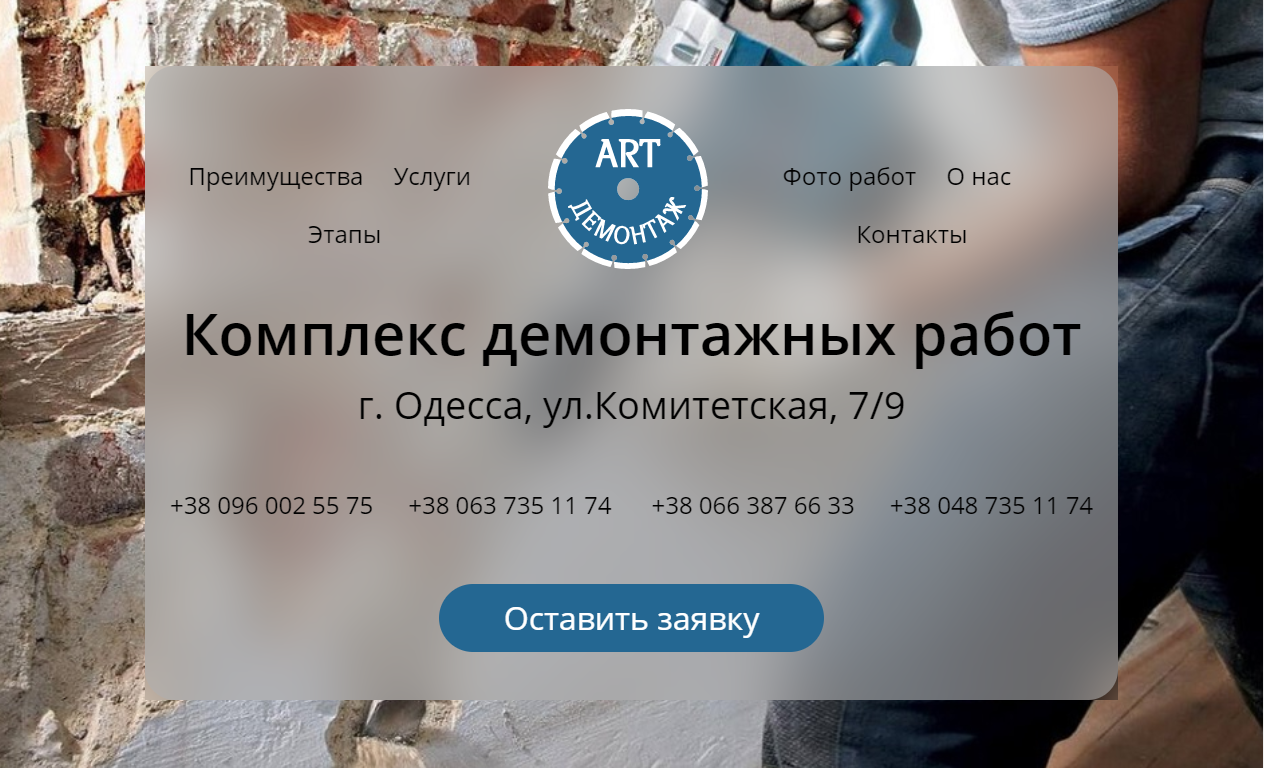 Преимущества Услуги
Этапы
ART
ДЕМОНТАЖ
Фото работ О нас
Контакты
Комплекс демонтажных работ
г. Одесса, ул.Комитетская, 7/9
+38 096 002 55 75 +38 063 735 11 74 +38 066 387 66 33 +38 048 735 11 74
Оставить заявку